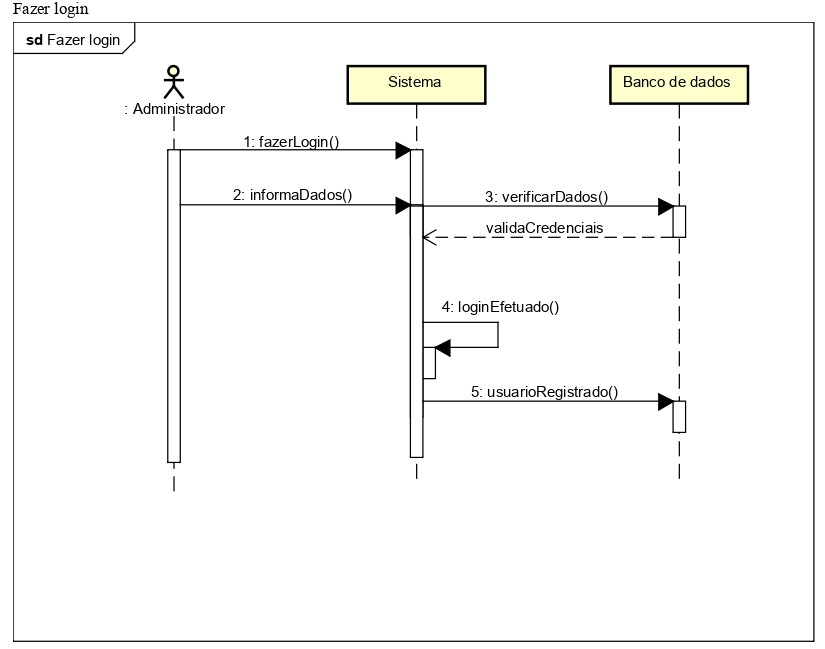 Fazer login
sd Fazer login
: Administrador
Sistema
Banco de dados
1: fazerLogin()
2: informaDados()
3: verificarDados()
validaCredenciais
4: loginEfetuado()
5: usuarioRegistrado()